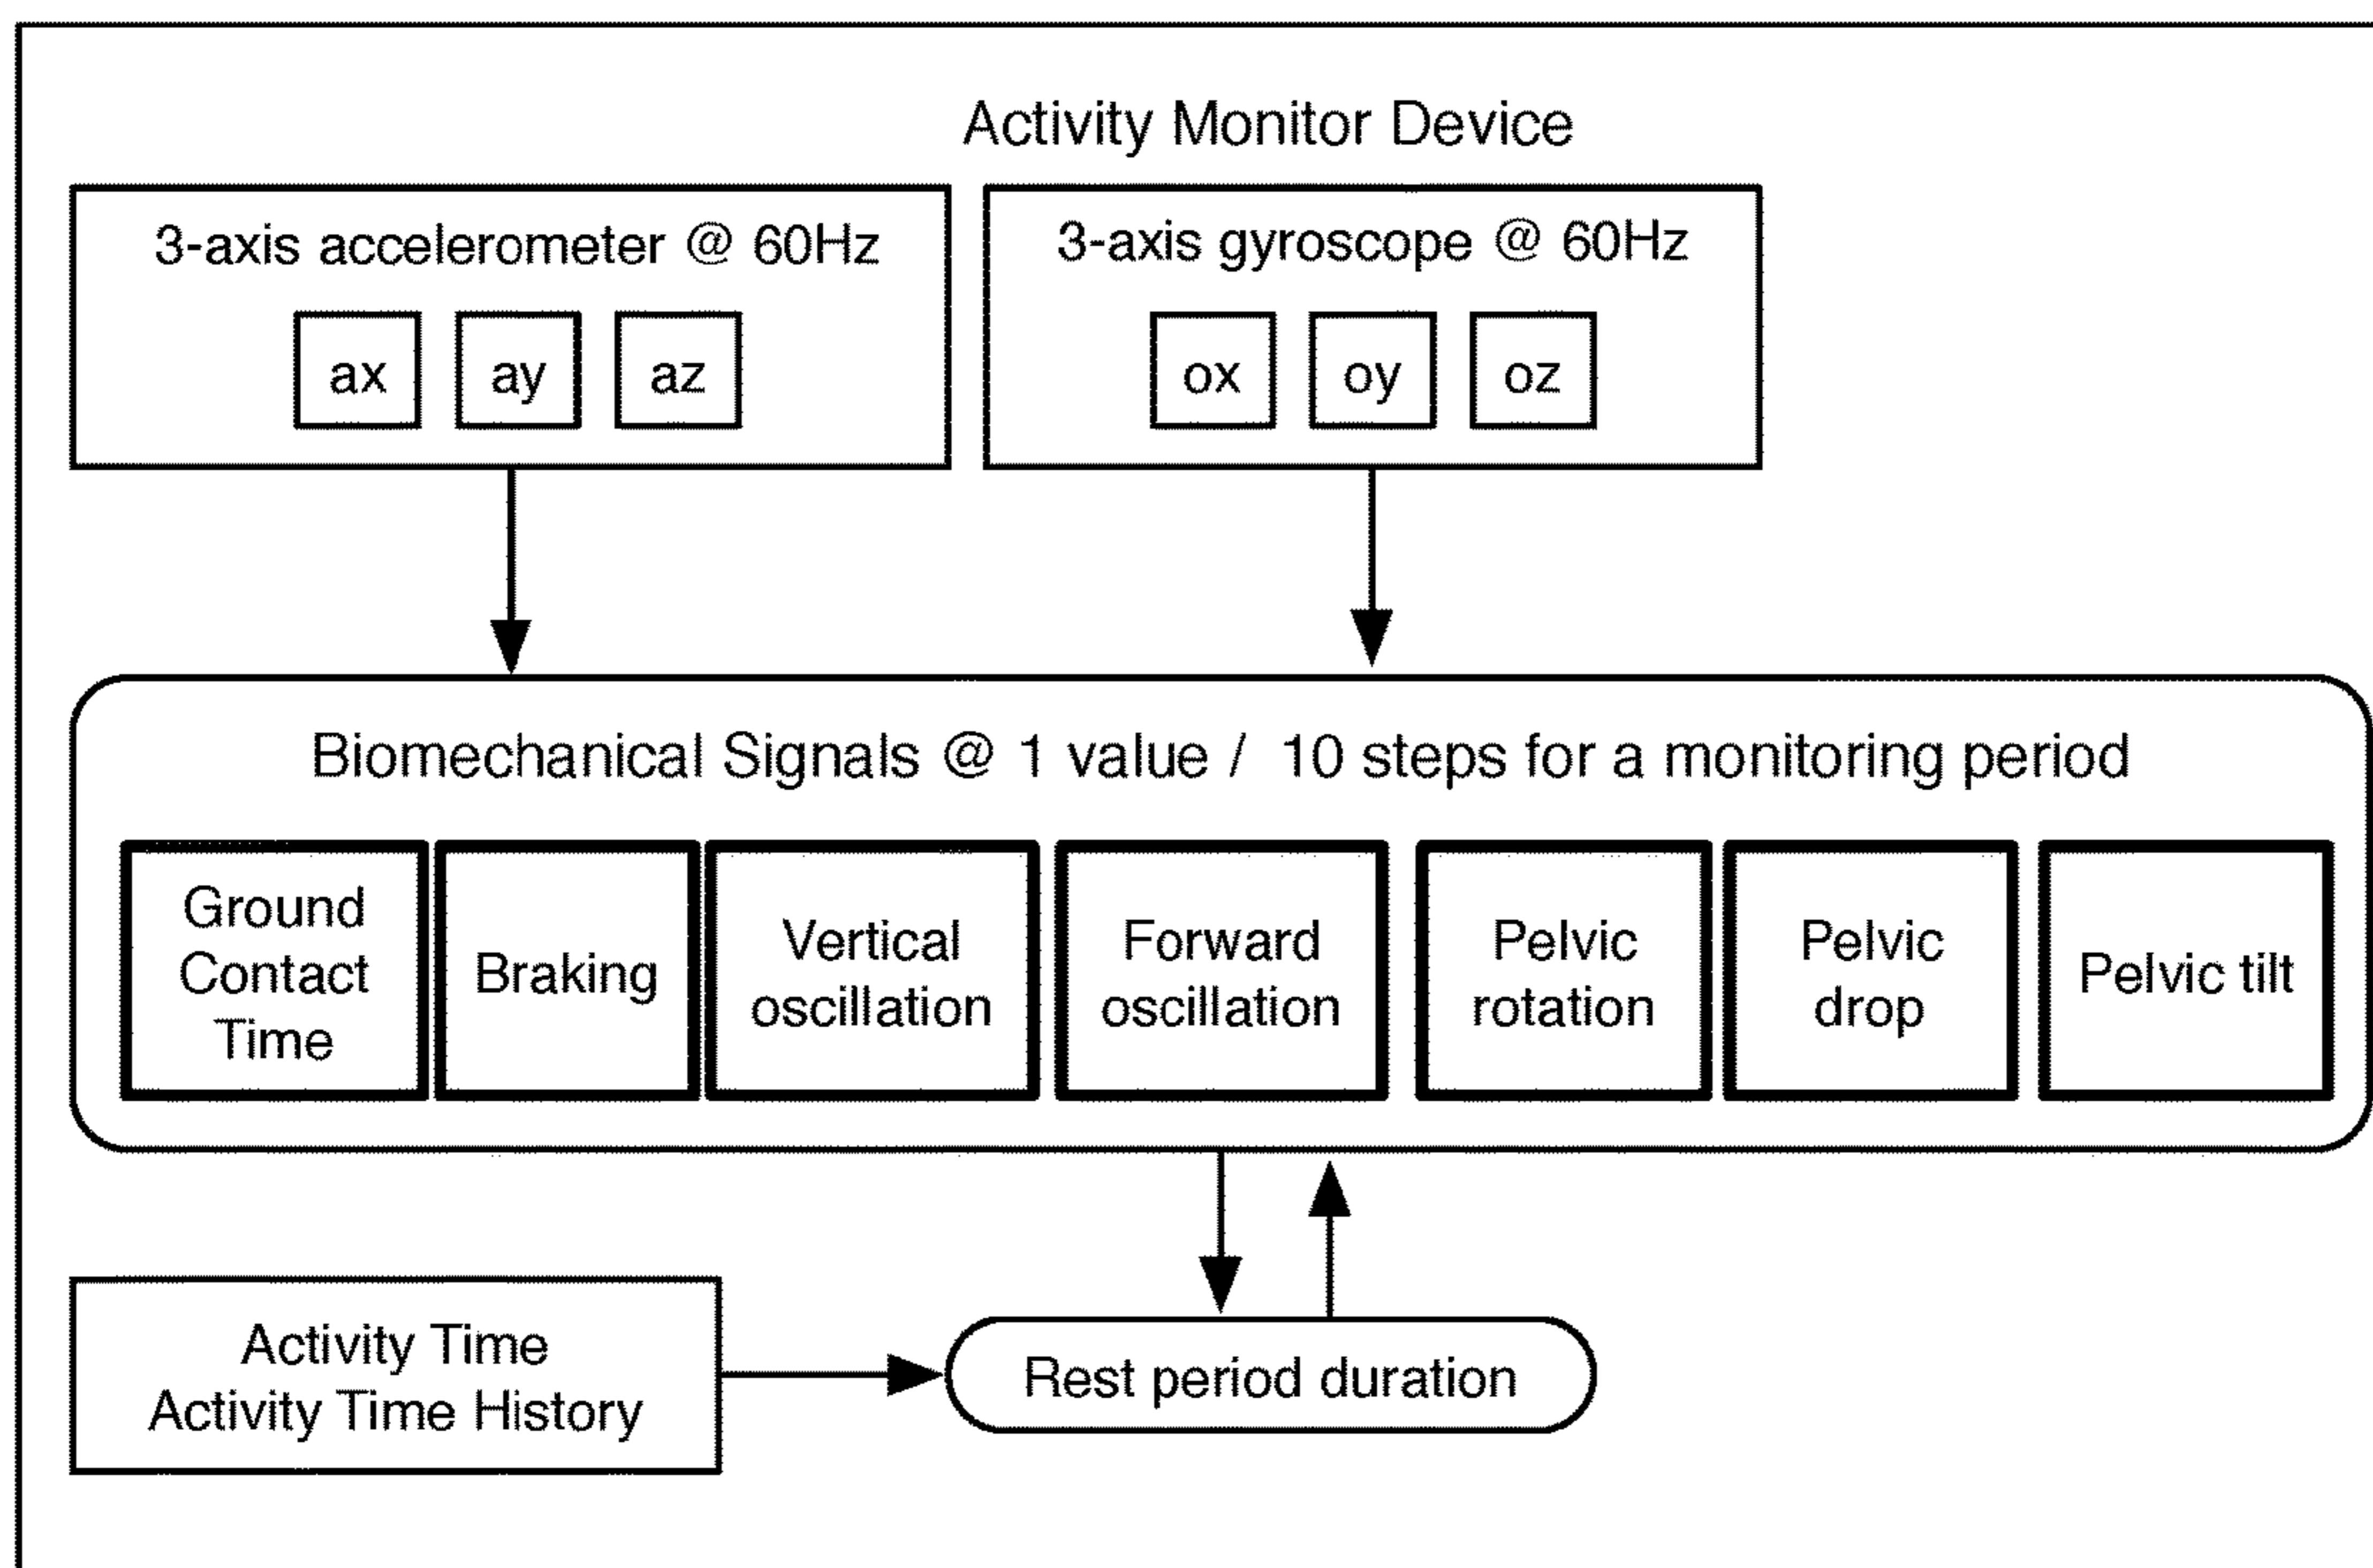 Activity Monitor Device
3-axis accelerometer @ 60Hz
ax
ay
az
3-axis gyroscope @ 60Hz
ox
oy
oz
Biomechanical Signals @ 1 value / 10 steps for a monitoring period
Ground
Contact
Time
Braking
Vertical
oscillation
Forward
oscillation
Pelvic
rotation
Pelvic
drop
Pelvic tilt
Activity Time
Activity Time History
Rest period duration